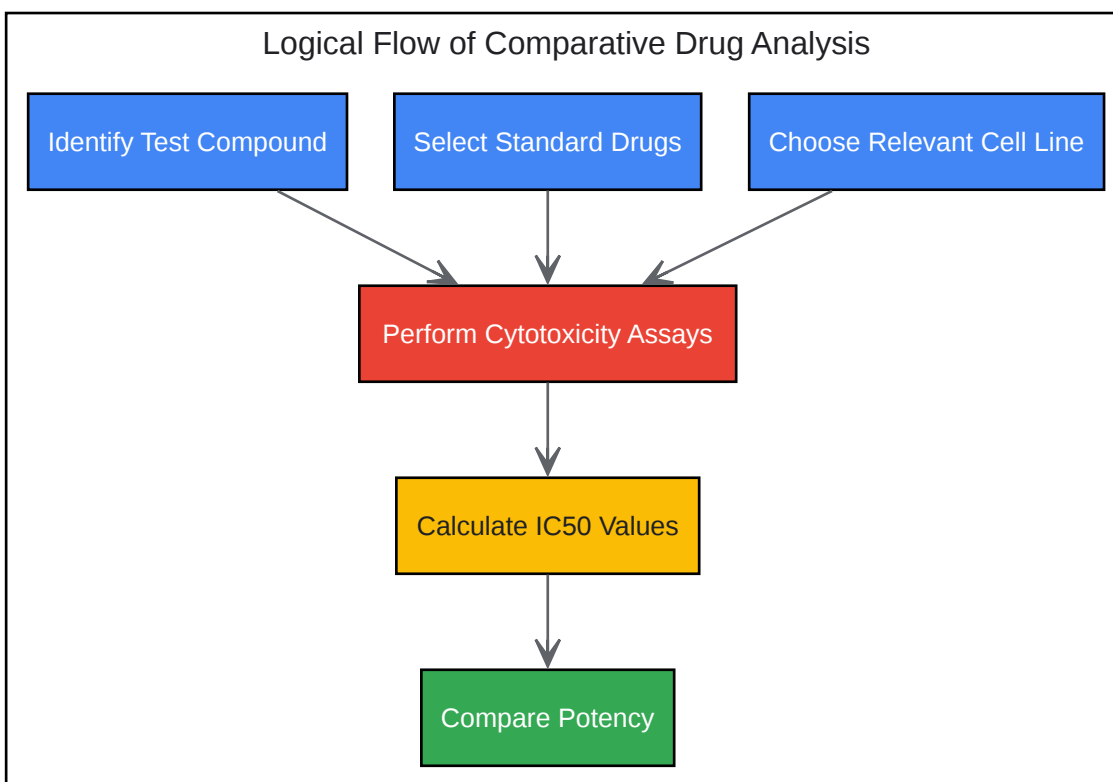 Logical Flow of Comparative Drug Analysis
Identify Test Compound
Select Standard Drugs
Choose Relevant Cell Line
Perform Cytotoxicity Assays
Calculate IC50 Values
Compare Potency